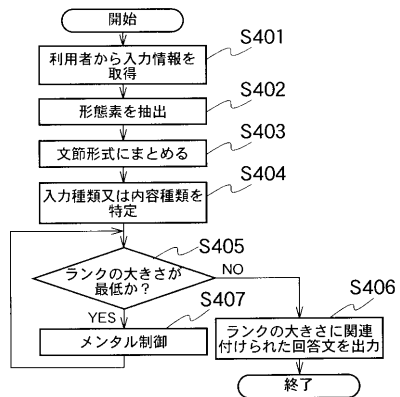 開始
S401
利用者から入力情報を
取得
S402
形態素を抽出
S403
文節形式にまとめる
S404
入力種類又は内容種類を
特定
S405
ランクの大きさが
最低か？
NO
YES
S407
メンタル制御
S406
ランクの大きさに関連
付けられた回答文を出力
終了